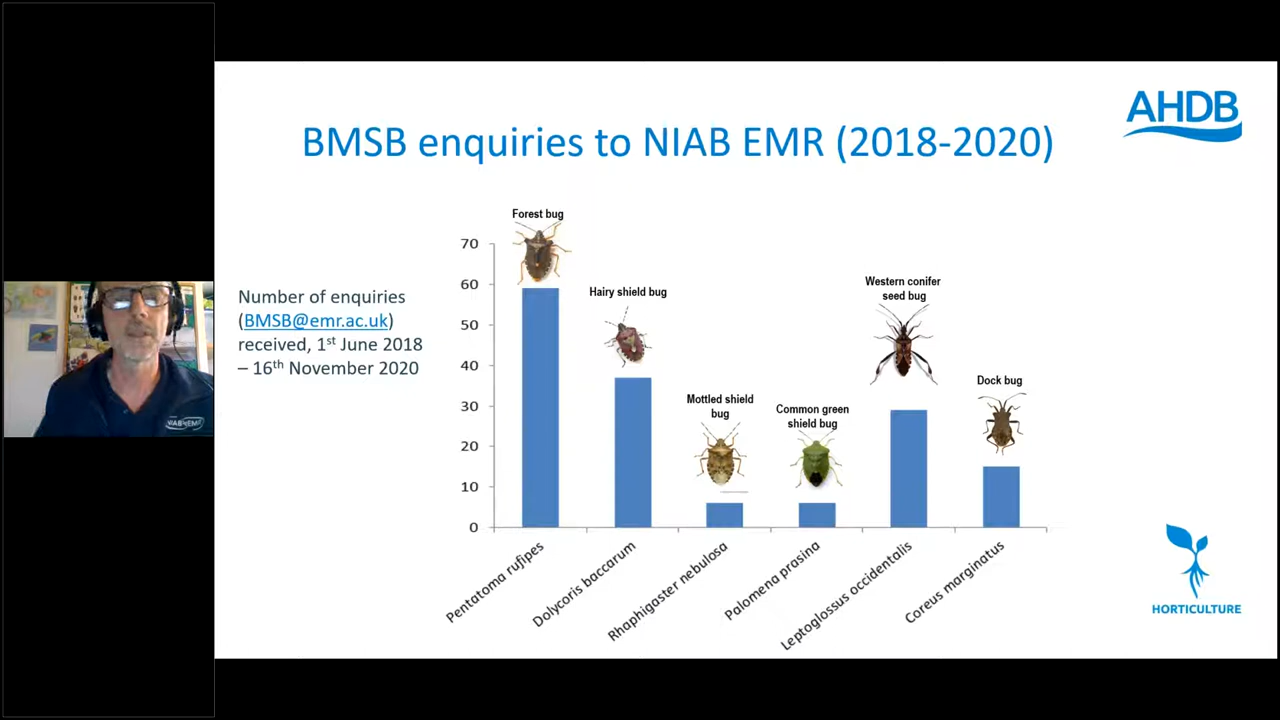 AHDB
BMSB enquiries to NIAB EMR (2018-2020)
Number of enquiries
(BMSB@emr.ac.uk)
received, 1st June 2018
– 16th November 2020
Forest bug
Hairy shield bug
Mottled shield
bug
Common green
shield bug
Western conifer
seed bug
Dock bug
70
60
50
40
30
20
10
0
Pentatoma rufipes
Dolycoris baccarum
Rhaphigaster nebulosa
Palomena prasina
Leptoglossus occidentalis
Coreus marginatus
HORTICULTURE
NIAB EMR